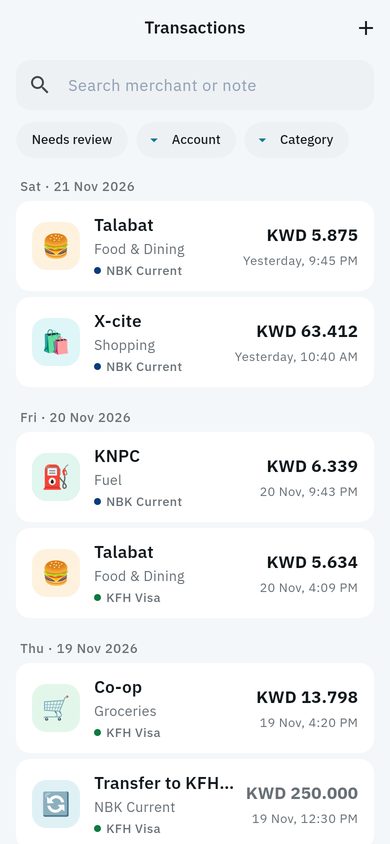 Transactions
Search merchant or note
Needs review
Account
Category
Sat · 21 Nov 2026
Talabat
KWD 5.875
Food & Dining
Yesterday, 9:45 PM
NBK Current
X-cite
KWD 63.412
Shopping
Yesterday, 10:40 AM
NBK Current
Fri · 20 Nov 2026
KNPC
KWD 6.339
Fuel
20 Nov, 9:43 PM
NBK Current
Talabat
KWD 5.634
Food & Dining
20 Nov, 4:09 PM
KFH Visa
Thu · 19 Nov 2026
Co-op
KWD 13.798
Groceries
19 Nov, 4:20 PM
KFH Visa
Transfer to KFH...
KWD 250.000
NBK Current
19 Nov, 12:30 PM
KFH Visa